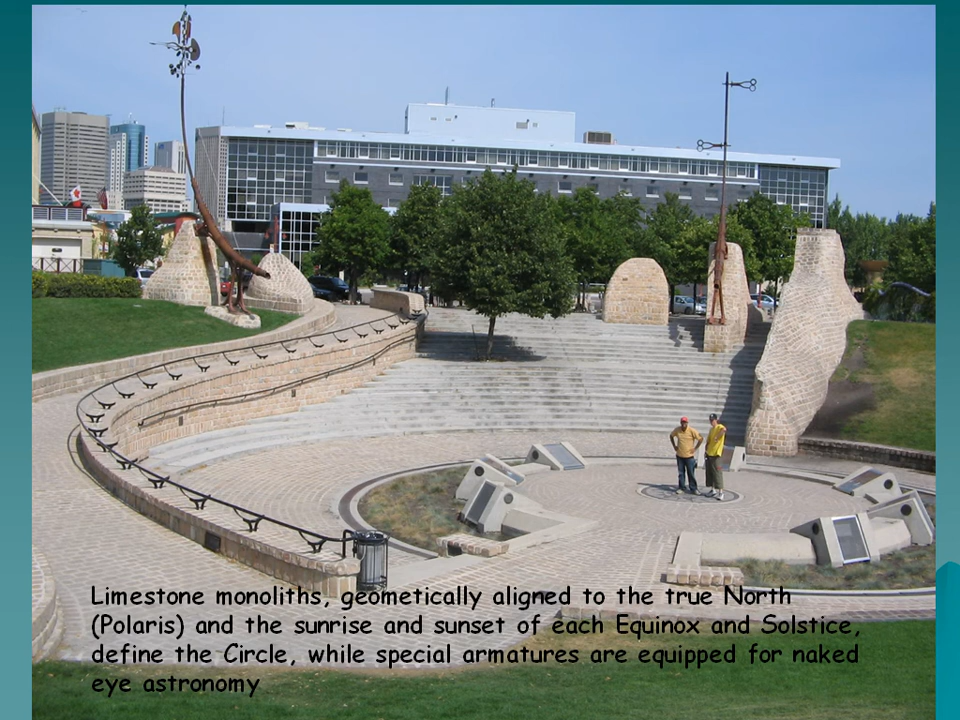 Limestone monoliths, geometically aligned to the true North
(Polaris) and the sunrise and sunset of each Equinox and Solstice,
define the Circle, while special armatures are equipped for naked
eye astronomy